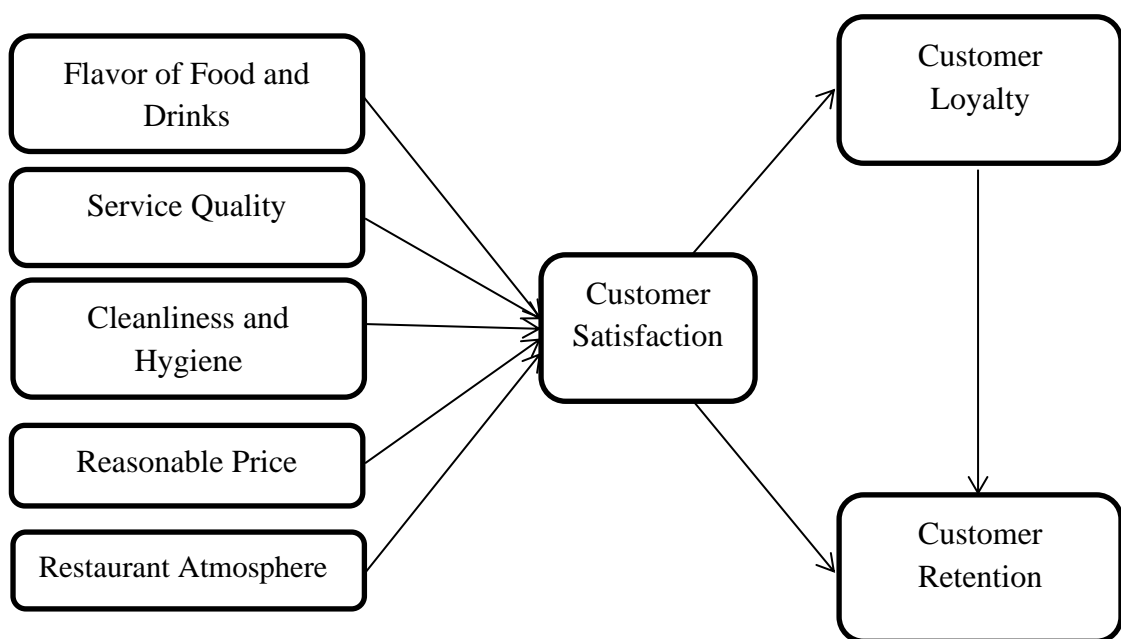 Flavor of Food and
Drinks
Service Quality
Cleanliness and
Hygiene
Reasonable Price
Restaurant Atmosphere
Customer
Satisfaction
Customer
Loyalty
Customer
Retention